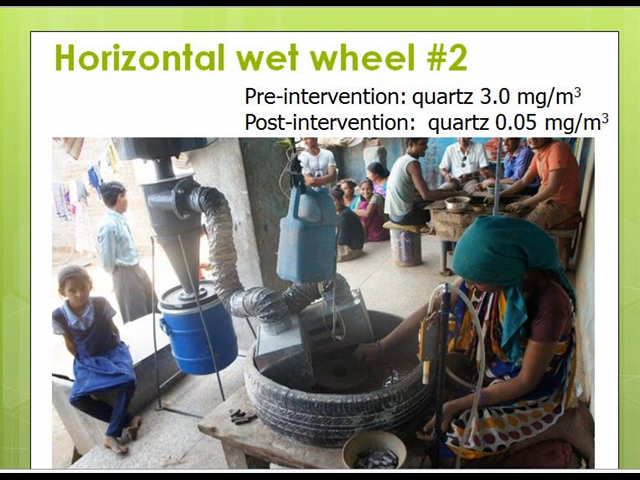 Horizontal wet wheel #2
Pre-intervention: quartz 3.0 mg/m³
Post-intervention: quartz 0.05 mg/m³